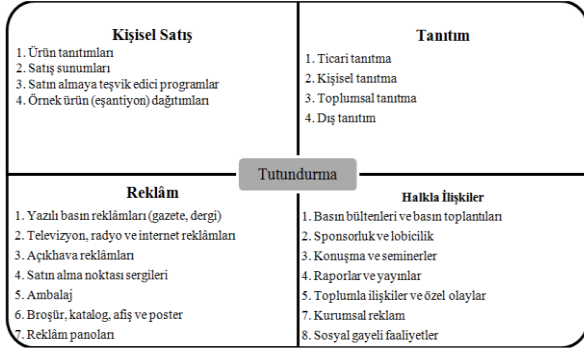 Kişisel Satış
1. Ürün tanıtımları
2. Satış sunumları
3. Satın almaya teşvik edici programlar
4. Örnek ürün (eşantiyon) dağıtımları
Tanıtım
1. Ticari tanıtma
2. Kişisel tanıtma
3. Toplumsal tanıtma
4. Dış tanıtım
Tutundurma
Reklâm
1. Yazılı basın reklâmları (gazete, dergi)
2. Televizyon, radyo ve internet reklâmları
3. Açıkhava reklâmları
4. Satın alma noktası sergileri
5. Ambalaj
6. Broşür, katalog, afiş ve poster
7. Reklâm panoları
Halkla İlişkiler
1. Basın bültenleri ve basın toplantıları
2. Sponsorluk ve lobicilik
3. Konuşma ve seminerler
4. Raporlar ve yayınlar
5. Toplumla ilişkiler ve özel olaylar
7. Kurumsal reklam
8. Sosyal gayeli faaliyetler